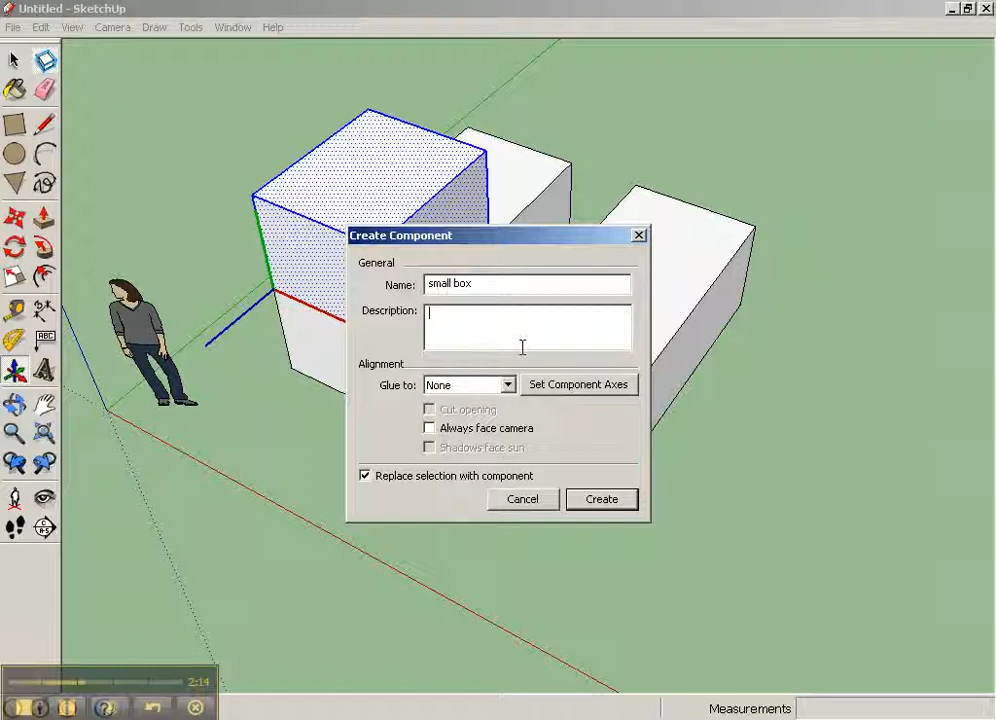 Untitled - SketchUp
File Edit View Camera Draw Tools Window Help
ABC
A
Create Component
General
Name: small box
Description:
Alignment
Glue to: None Set Component Axes
Cut opening
Always face camera
Shadows face sun
Replace selection with component
Cancel Create
2:14
Measurements